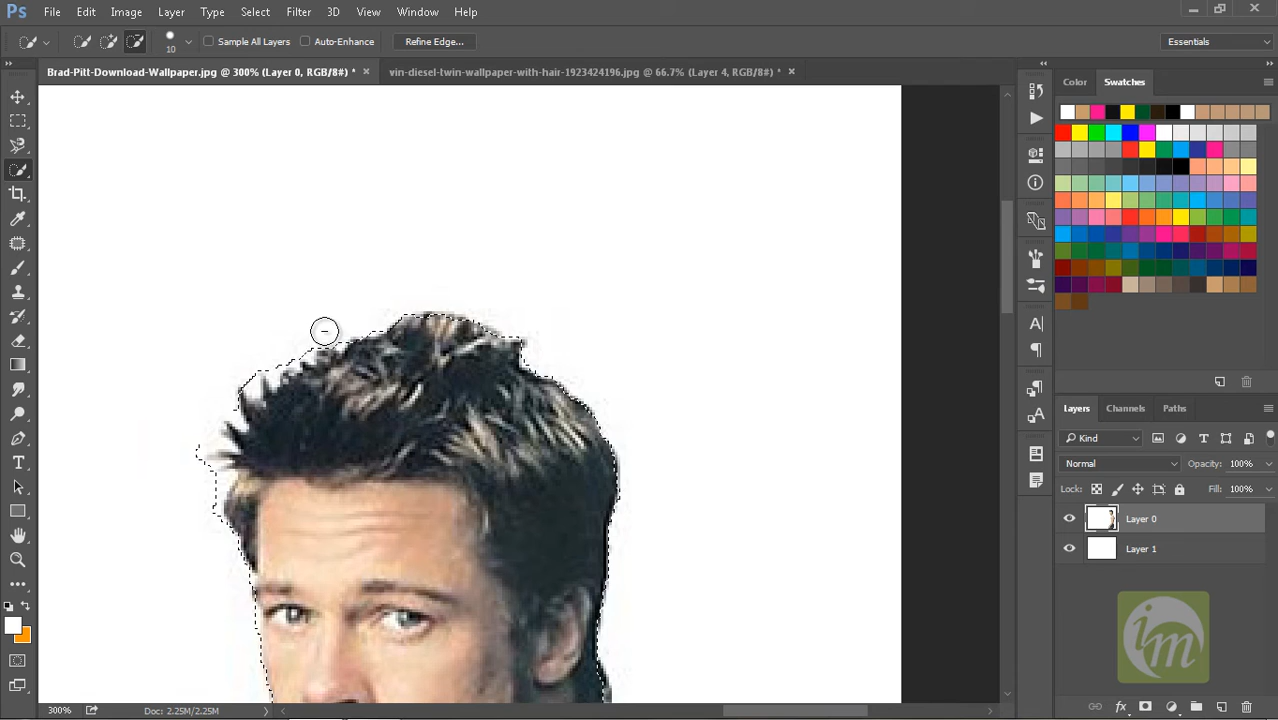 Ps File Edit Image Layer Type Select Filter 3D View Window Help
10 Sample All Layers Auto-Enhance Refine Edge... Essentials
Brad-Pitt-Download-Wallpaper.jpg @ 300% (Layer 0, RGB/8#) * × vin-diesel-twin-wallpaper-with-hair-1923424196.jpg @ 66.7% (Layer 4, RGB/8#) * ×
Color Swatches
Layers Channels Paths
Kind
Normal Opacity: 100%
Lock: Fill: 100%
Layer 0
Layer 1
im
300% Doc: 2.25M/2.25M